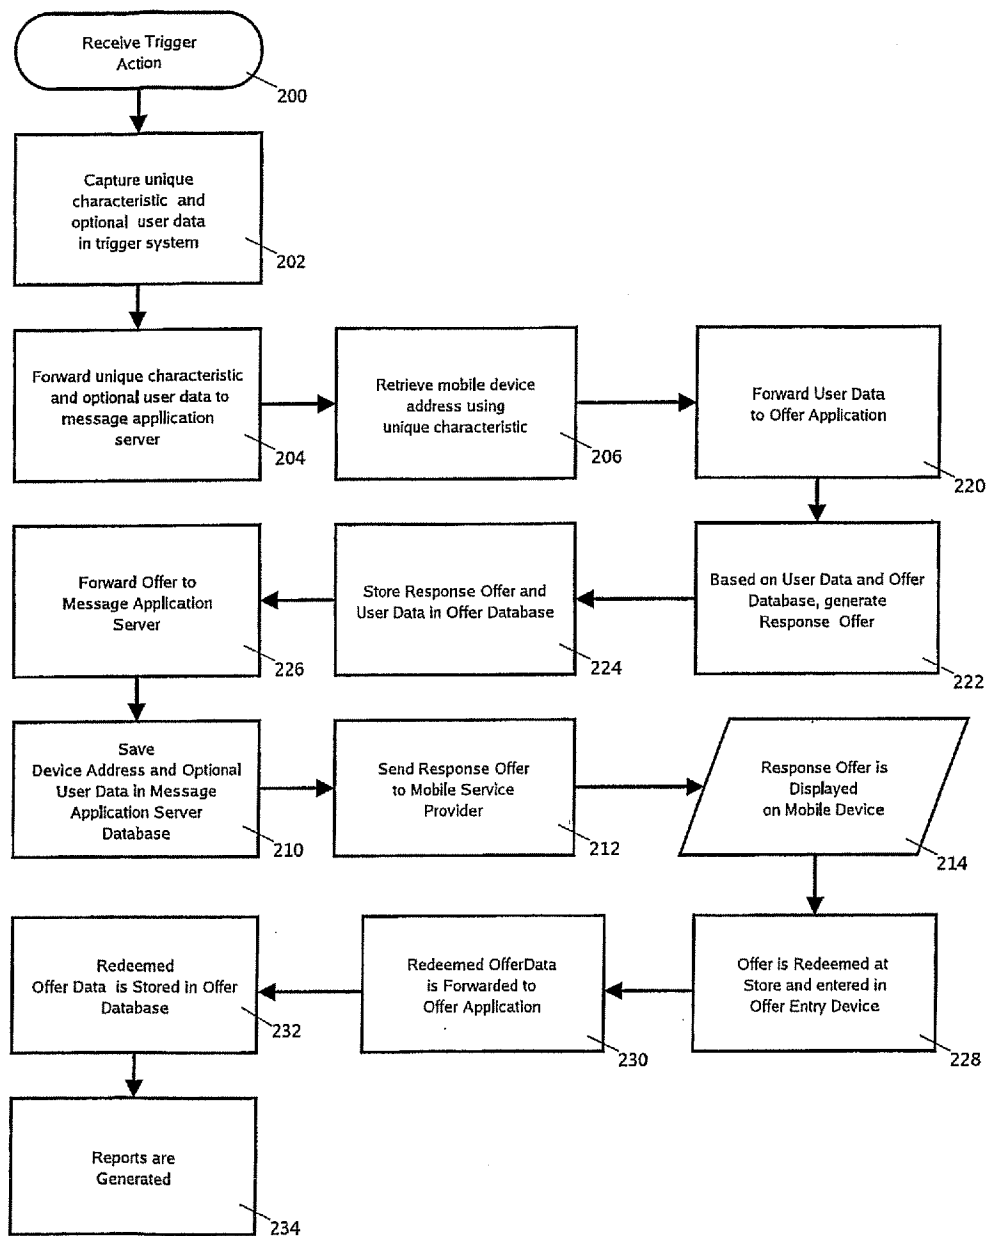 Receive Trigger
Action
200
Capture unique
characteristic and
optional user data
in trigger system
202
Forward unique characteristic
and optional user data to
message appllication
server
204
Retrieve mobile device
address using
unique characteristic
206
Forward User Data
to Offer Application
220
Forward Offer to
Message Application
Server
226
Store Response Offer and
User Data in Offer Database
224
Based on User Data and Offer
Database, generate
Response Offer
222
Save
Device Address and Optional
User Data in Message
Application Server
Database
210
Send Response Offer
to Mobile Service
Provider
212
Response Offer is
Displayed
on Mobile Device
214
Redeemed
Offer Data is Stored in Offer
Database
232
Redeemed OfferData
is Forwarded to
Offer Application
230
Offer is Redeemed at
Store and entered in
Offer Entry Device
228
Reports are
Generated
234